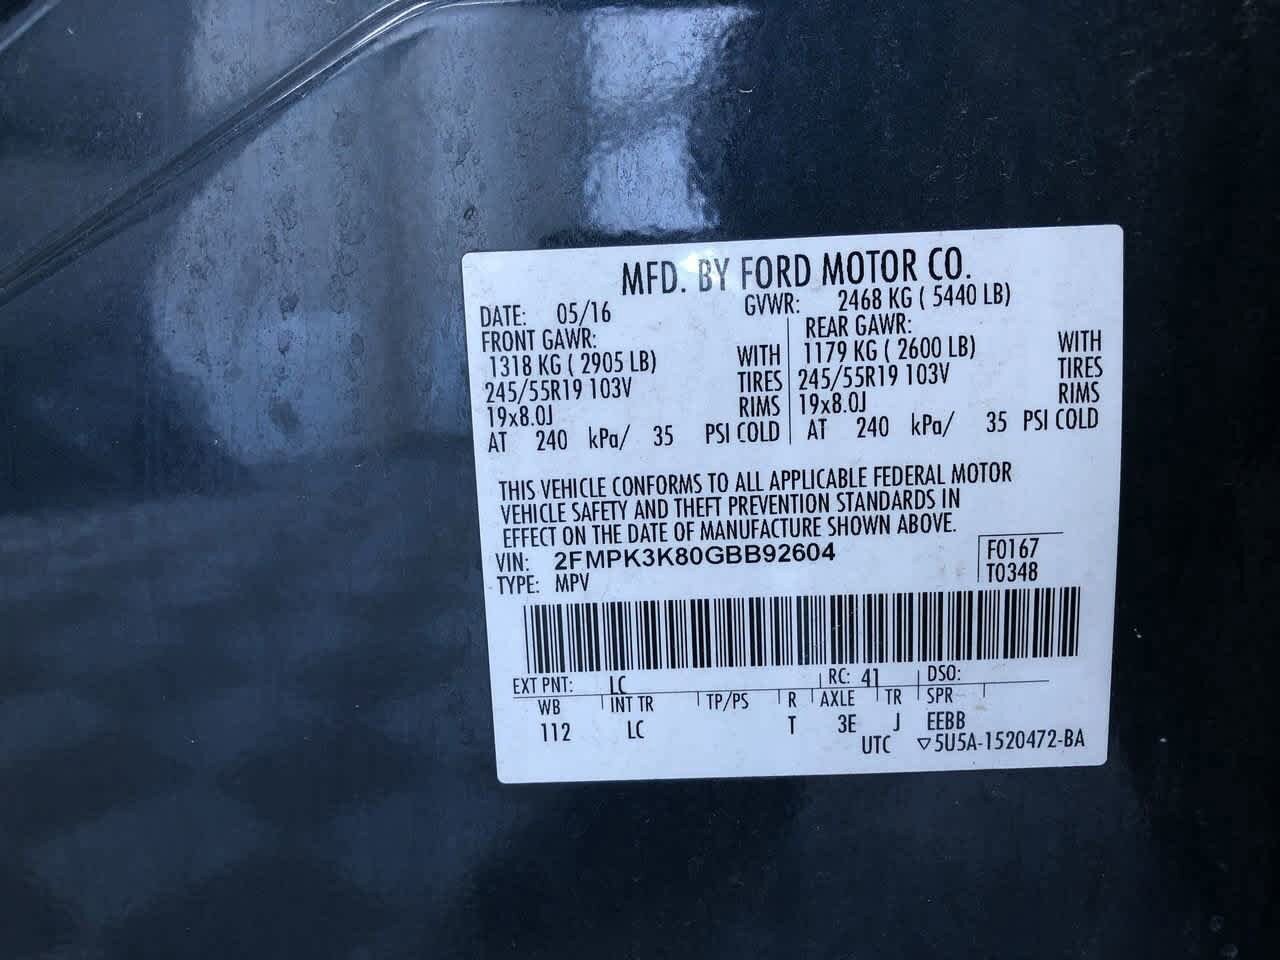 MFD. BY FORD MOTOR CO.
DATE: 05/16 GVWR: 2468 KG ( 5440 LB)
FRONT GAWR: REAR GAWR:
1318 KG ( 2905 LB) WITH 1179 KG ( 2600 LB) WITH
245/55R19 103V TIRES 245/55R19 103V TIRES
19x8.0J RIMS 19x8.0J RIMS
AT 240 kPa/ 35 PSI COLD AT 240 kPa/ 35 PSI COLD
THIS VEHICLE CONFORMS TO ALL APPLICABLE FEDERAL MOTOR
VEHICLE SAFETY AND THEFT PREVENTION STANDARDS IN
EFFECT ON THE DATE OF MANUFACTURE SHOWN ABOVE.
VIN: 2FMPK3K80GBB92604 F0167
TYPE: MPV T0348
EXT PNT: LC RC: 41 DSO:
WB INT TR TP/PS R AXLE TR SPR
112 LC T 3E J EEBB
UTC ▽5U5A-1520472-BA